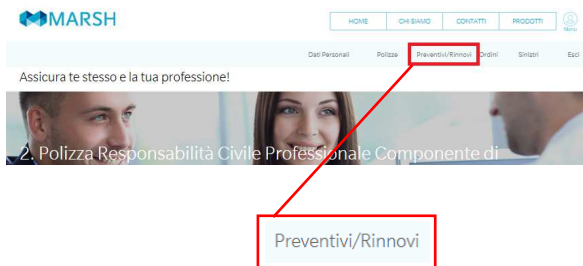 MARSH
HOME CHI SIAMO CONTATTI PRODOTTI
Menu
Dati Personali Polizze Preventivi/Rinnovi Ordini Sinistri Esci
Assicura te stesso e la tua professione!
2. Polizza Responsabilità Civile Professionale Componente di
Preventivi/Rinnovi